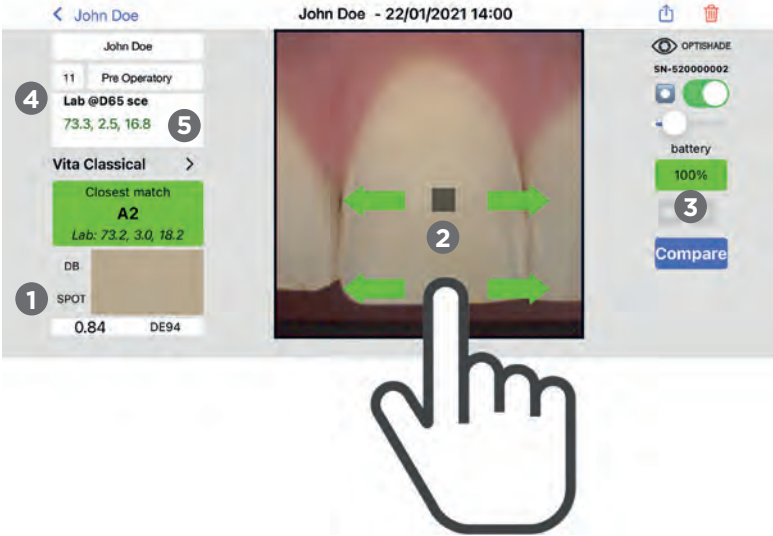 John Doe
John Doe - 22/01/2021 14:00
John Doe
11 Pre Operatory
4
Lab @D65 sce
73.3, 2.5, 16.8
5
Vita Classical >
Closest match
A2
Lab: 73.2, 3.0, 18.2
DB
1
SPOT
0.84 DE94
2
OPTISHADE
SN-520000002
battery
100%
3
Compare